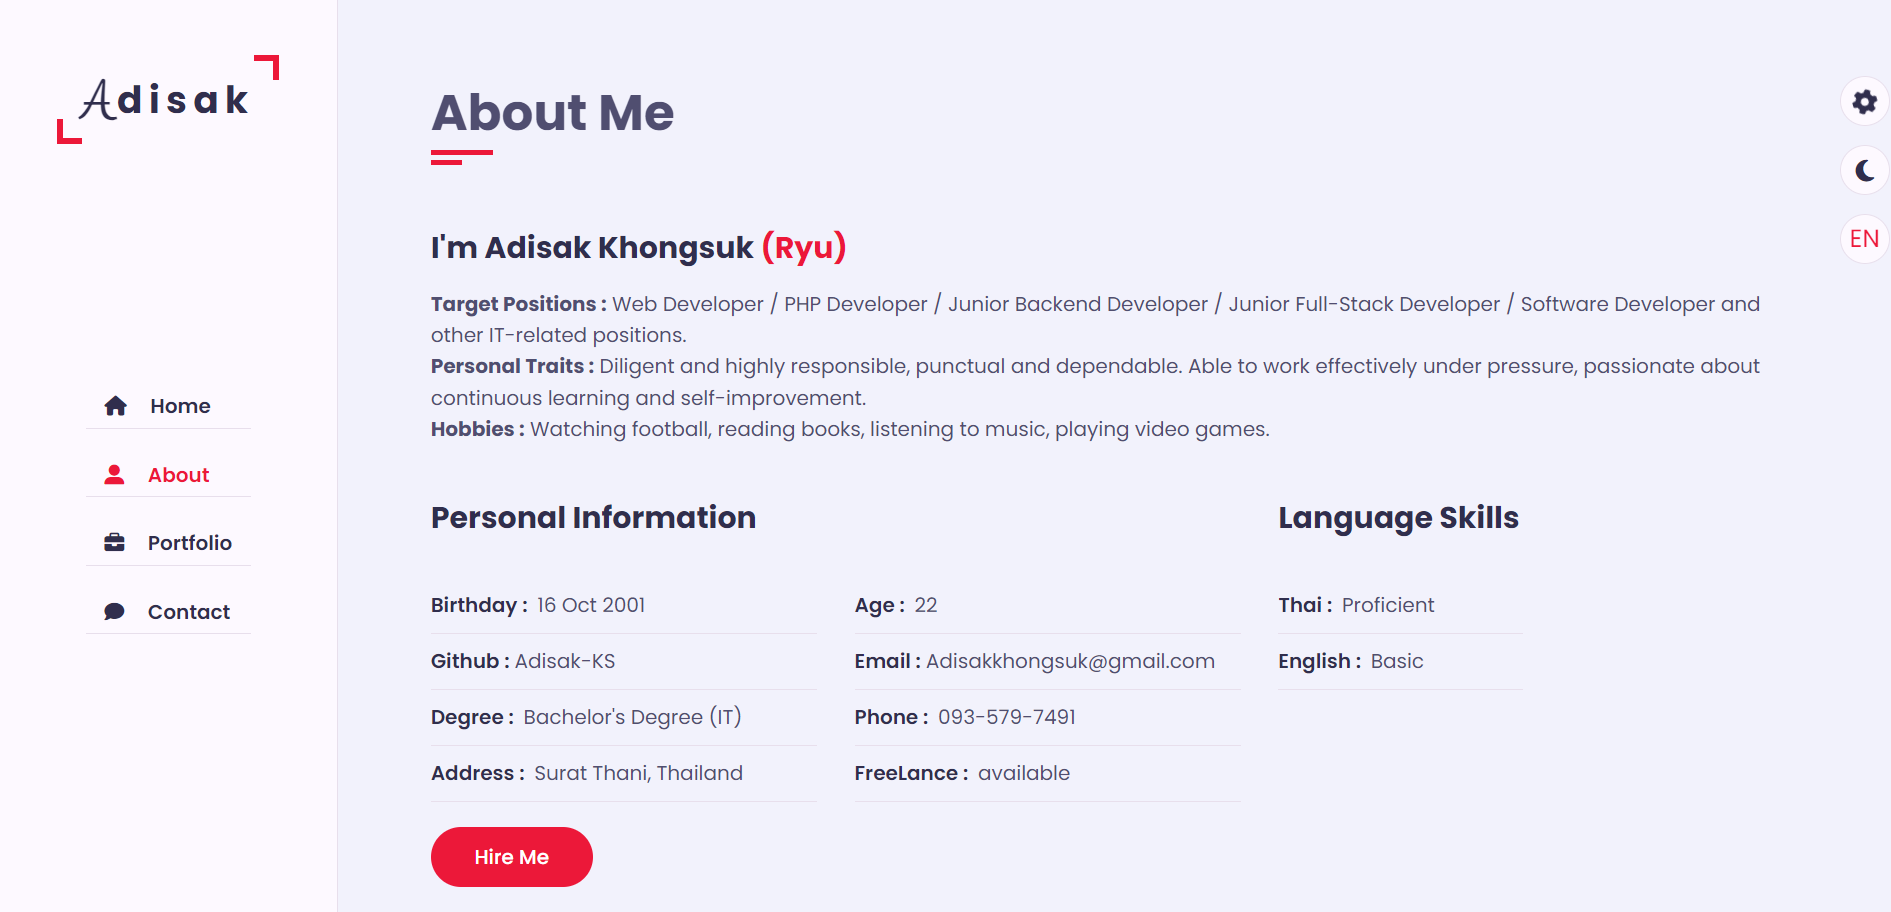 Adisak
Home
About
Portfolio
Contact
About Me
I'm Adisak Khongsuk (Ryu)
Target Positions : Web Developer / PHP Developer / Junior Backend Developer / Junior Full-Stack Developer / Software Developer and
other IT-related positions.
Personal Traits : Diligent and highly responsible, punctual and dependable. Able to work effectively under pressure, passionate about
continuous learning and self-improvement.
Hobbies : Watching football, reading books, listening to music, playing video games.
Personal Information
Birthday : 16 Oct 2001
Age : 22
Github : Adisak-KS
Email : Adisakkhongsuk@gmail.com
Degree : Bachelor's Degree (IT)
Phone : 093-579-7491
Address : Surat Thani, Thailand
FreeLance : available
Language Skills
Thai : Proficient
English : Basic
Hire Me
EN